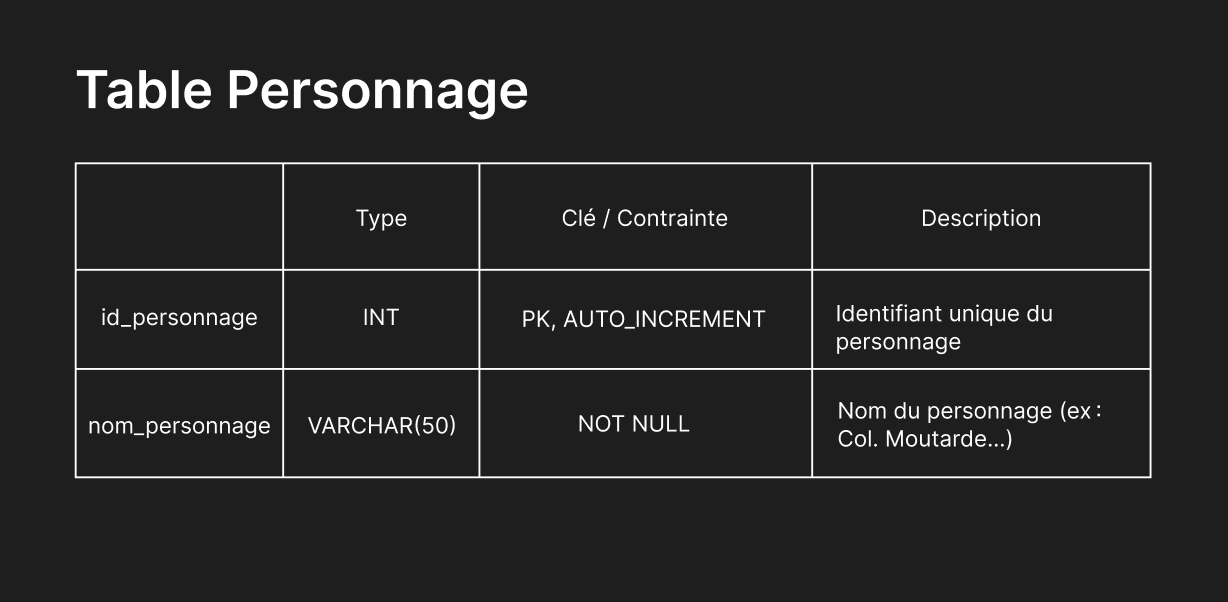 Table Personnage
Type
Clé / Contrainte
Description
id_personnage
INT
PK, AUTO_INCREMENT
Identifiant unique du
personnage
nom_personnage
VARCHAR(50)
NOT NULL
Nom du personnage (ex :
Col. Moutarde...)